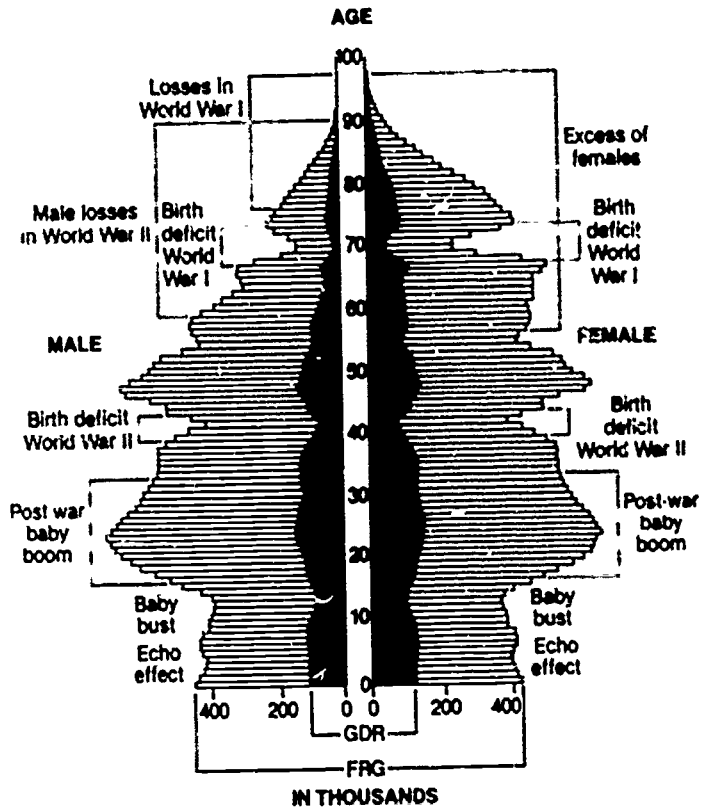 AGE
100
90
80
70
60
50
40
30
20
10
0
Losses in
World War I
Male losses
in World War II
Birth
deficit
World
War I
MALE
Birth deficit
World War II
Post war
baby
boom
Baby
bust
Echo
effect
Excess of
females
Birth
deficit
World
War I
FEMALE
Birth
deficit
World War II
Post-war
baby
boom
Baby
bust
Echo
effect
400 200 0 0 200 400
GDR
FRG
IN THOUSANDS